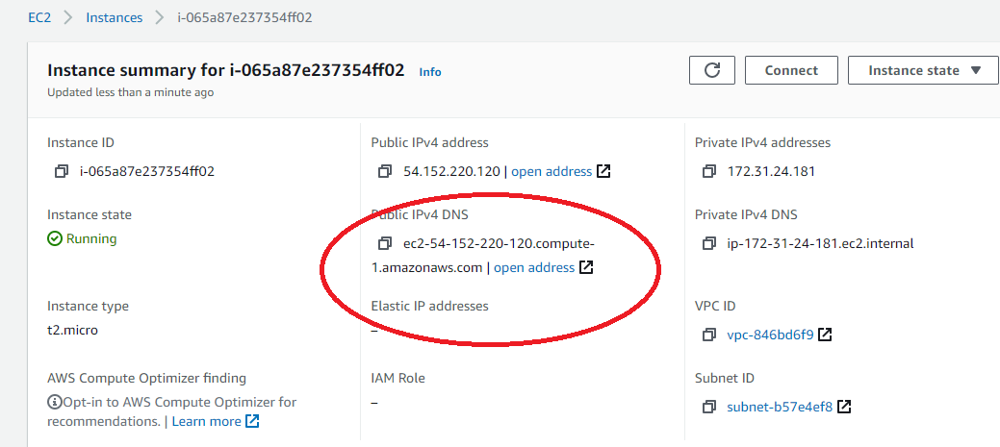 EC2 > Instances > i-065a87e237354ff02
Instance summary for i-065a87e237354ff02 Info
Updated less than a minute ago
Connect
Instance state
Instance ID
i-065a87e237354ff02
Public IPv4 address
54.152.220.120 | open address
Private IPv4 addresses
172.31.24.181
Instance state
Running
Public IPv4 DNS
ec2-54-152-220-120.compute-
1.amazonaws.com | open address
Private IPv4 DNS
ip-172-31-24-181.ec2.internal
Instance type
t2.micro
Elastic IP addresses
–
VPC ID
vpc-846bd6f9
AWS Compute Optimizer finding
Opt-in to AWS Compute Optimizer for
recommendations. | Learn more
IAM Role
–
Subnet ID
subnet-b57e4ef8